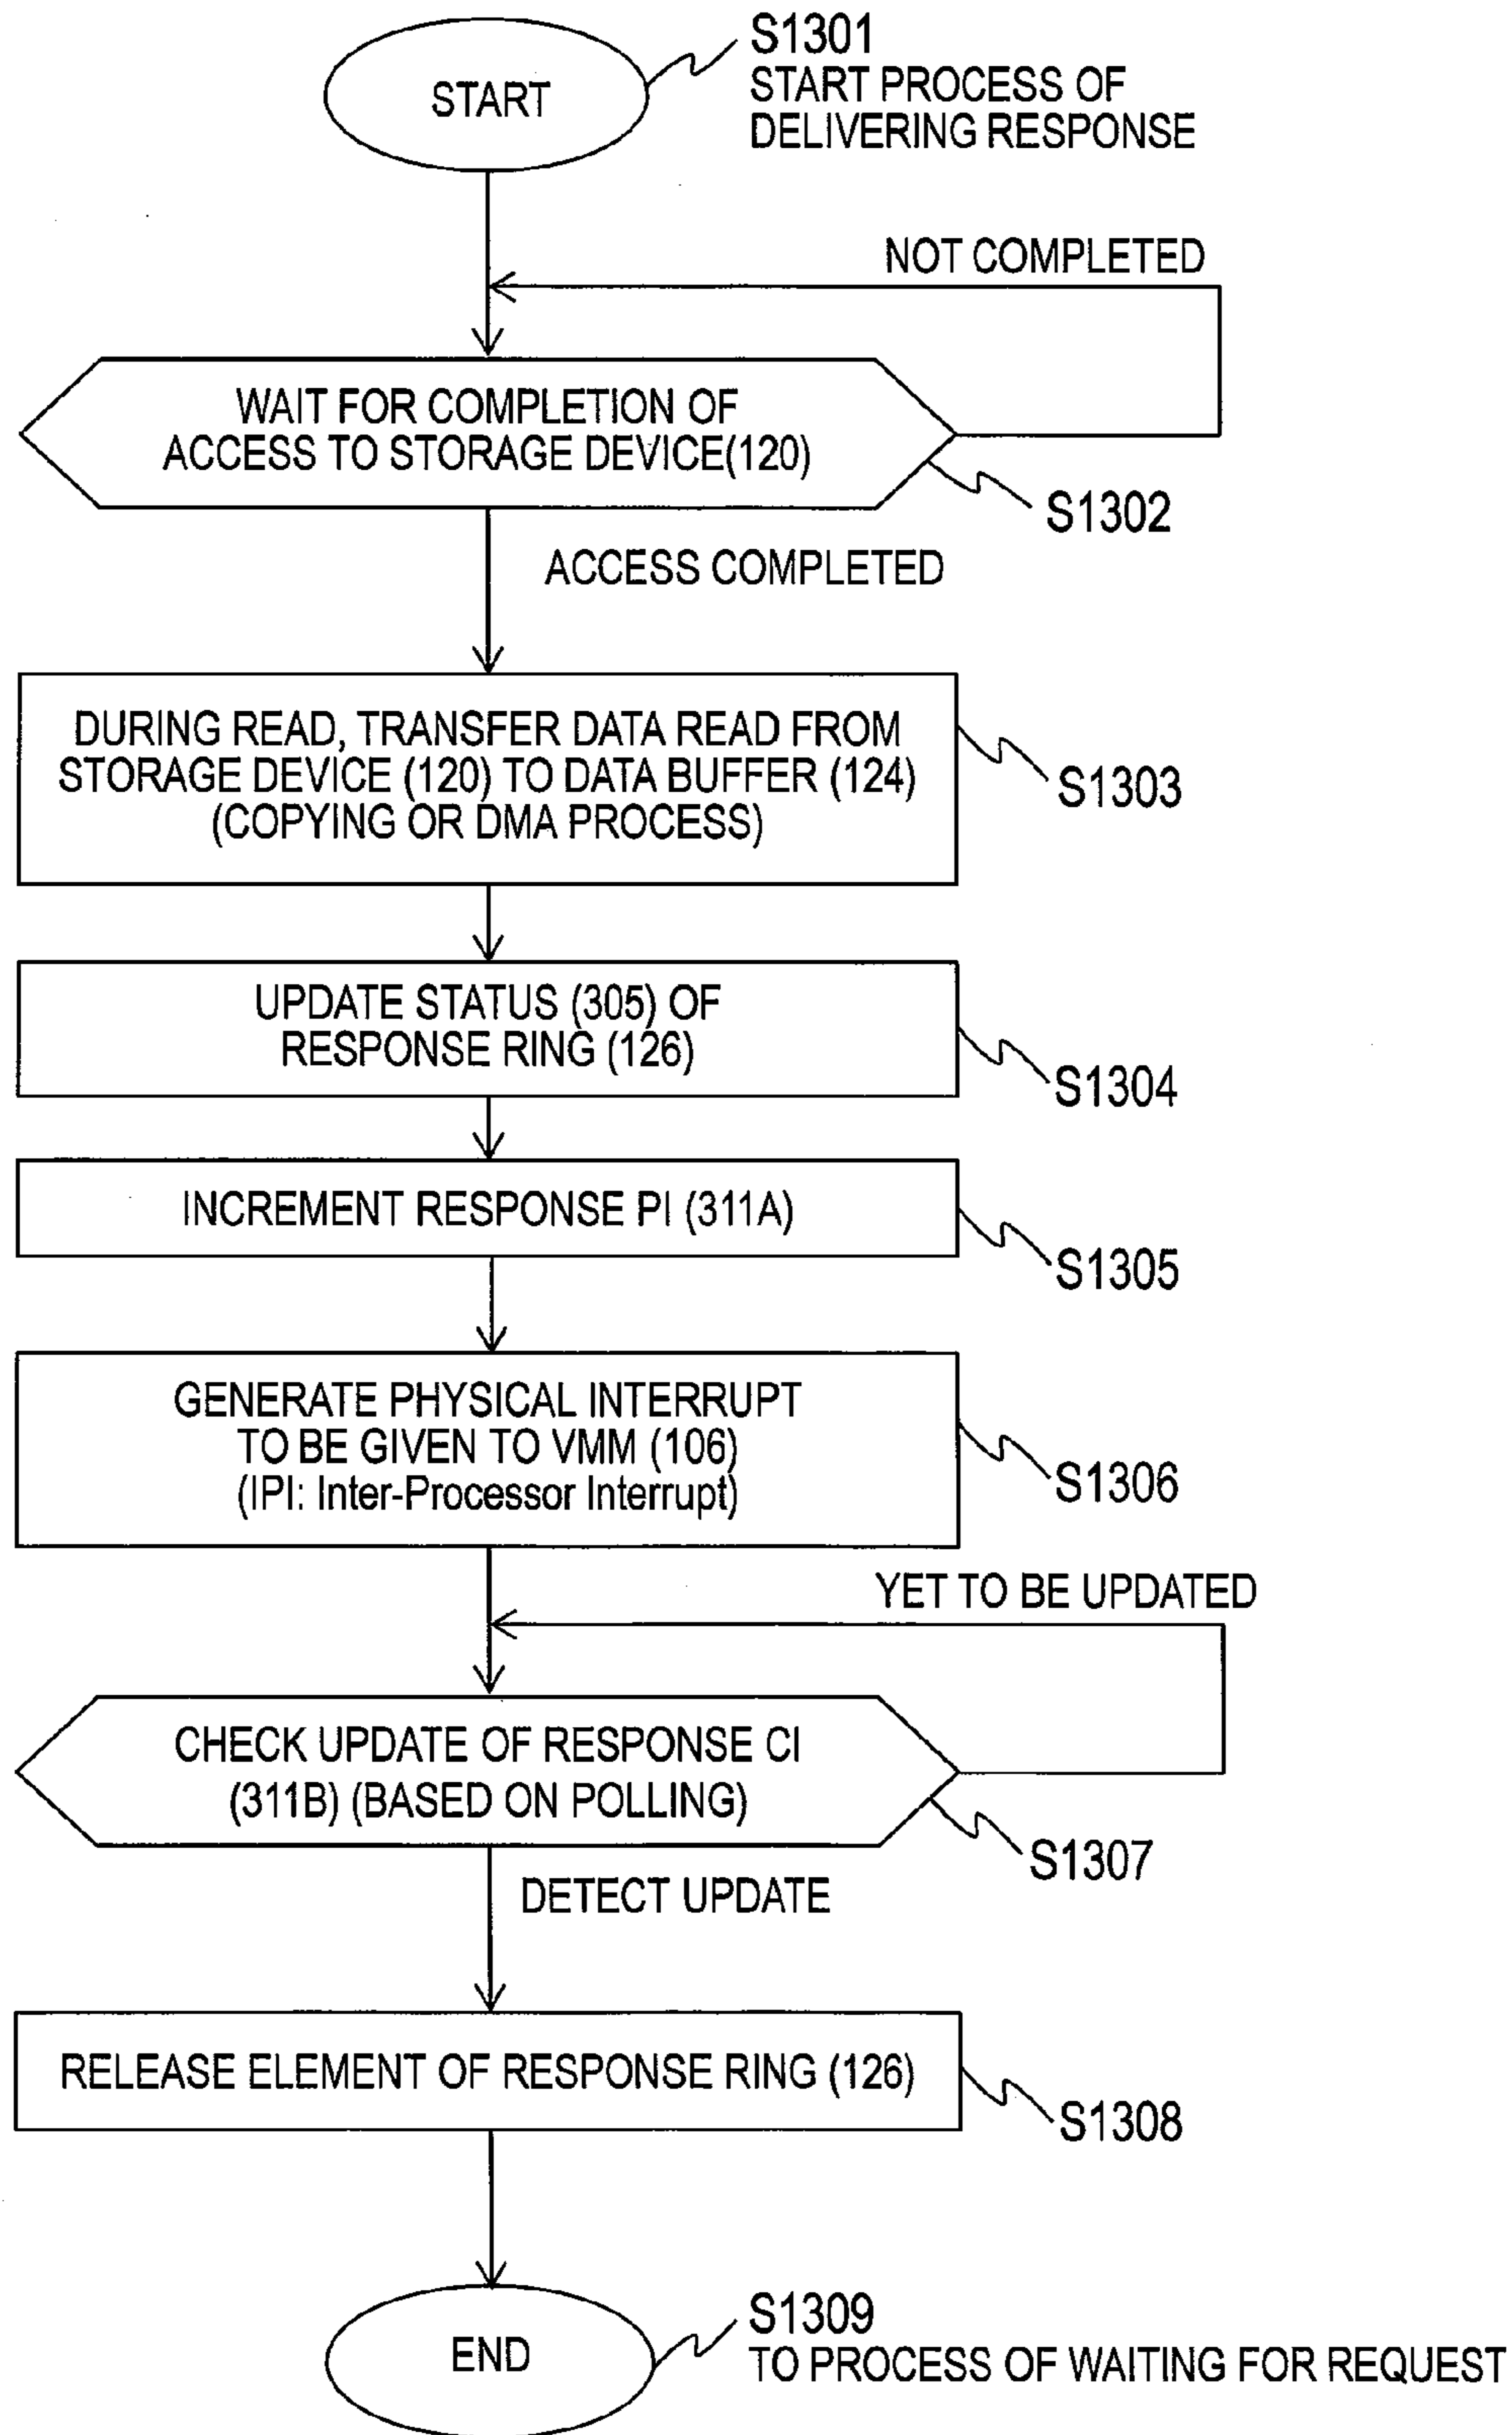 START
S1301
START PROCESS OF
DELIVERING RESPONSE
NOT COMPLETED
WAIT FOR COMPLETION OF
ACCESS TO STORAGE DEVICE(120)
S1302
ACCESS COMPLETED
DURING READ, TRANSFER DATA READ FROM
STORAGE DEVICE (120) TO DATA BUFFER (124)
(COPYING OR DMA PROCESS)
S1303
UPDATE STATUS (305) OF
RESPONSE RING (126)
S1304
INCREMENT RESPONSE PI (311A)
S1305
GENERATE PHYSICAL INTERRUPT
TO BE GIVEN TO VMM (106)
(IPI: Inter-Processor Interrupt)
S1306
YET TO BE UPDATED
CHECK UPDATE OF RESPONSE CI
(311B) (BASED ON POLLING)
S1307
DETECT UPDATE
RELEASE ELEMENT OF RESPONSE RING (126)
S1308
END
S1309
TO PROCESS OF WAITING FOR REQUEST